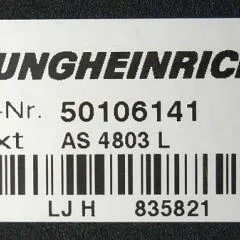 UNGHEINRICH
-Nr. 50106141
xt AS 4803 L
LJ H 835821